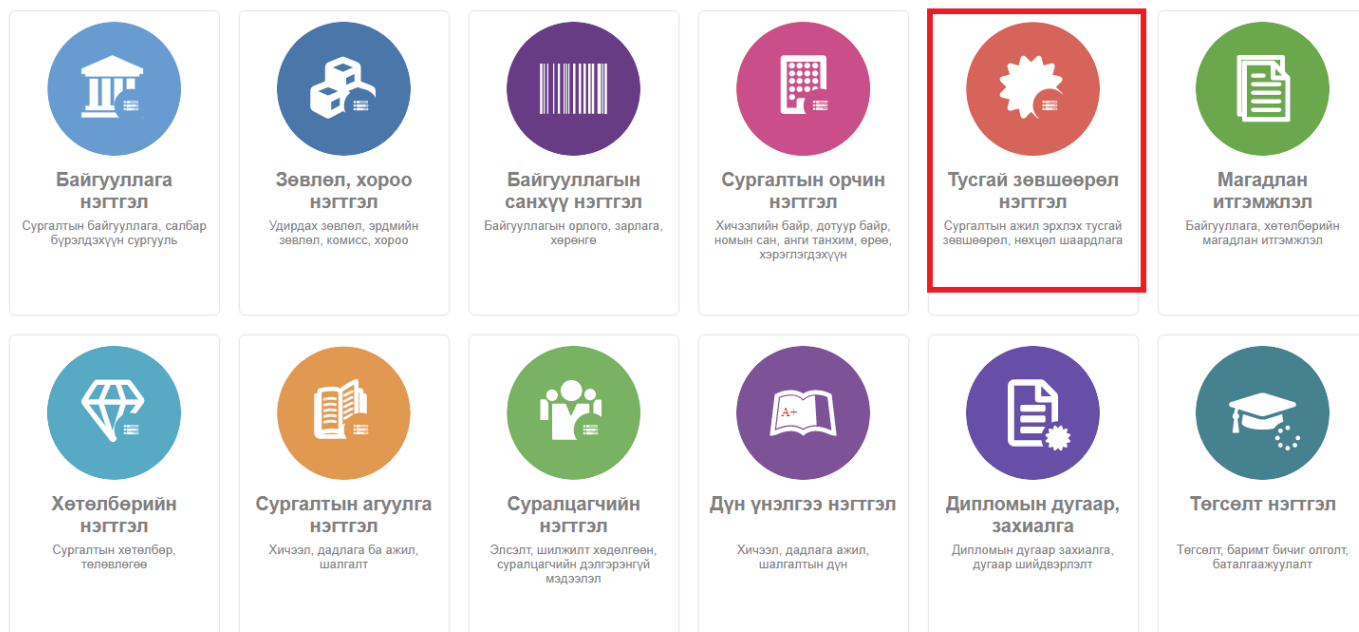 Байгууллага
нэгтгэл
Сургалтын байгууллага, салбар
бүрэлдэхүүн сургууль
Зөвлөл, хороо
нэгтгэл
Удирдах зөвлөл, эрдмийн
зөвлөл, комисс, хороо
Байгууллагын
санхүү нэгтгэл
Байгууллагын орлого, зарлага,
хөрөнгө
Сургалтын орчин
нэгтгэл
Хичээлийн байр, дотуур байр,
номын сан, анги танхим, өрөө,
хэрэглэгдэхүүн
Тусгай зөвшөөрөл
нэгтгэл
Сургалтын ажил эрхлэх тусгай
зөвшөөрөл, нөхцөл шаардлага
Магадлан
итгэмжлэл
Байгууллага, хөтөлбөрийн
магадлан итгэмжлэл
Хөтөлбөрийн
нэгтгэл
Сургалтын хөтөлбөр,
төлөвлөгөө
Сургалтын агуулга
нэгтгэл
Хичээл, дадлага ба ажил,
шалгалт
Суралцагчийн
нэгтгэл
Элсэлт, шилжилт хөдөлгөөн,
суралцагчийн дэлгэрэнгүй
мэдээлэл
A+
Дүн үнэлгээ нэгтгэл
Хичээл, дадлага ажил,
шалгалтын дүн
Дипломын дугаар,
захиалга
Дипломын дугаар захиалга,
дугаар шийдвэрлэлт
Төгсөлт нэгтгэл
Төгсөлт, баримт бичиг олголт,
баталгаажуулалт